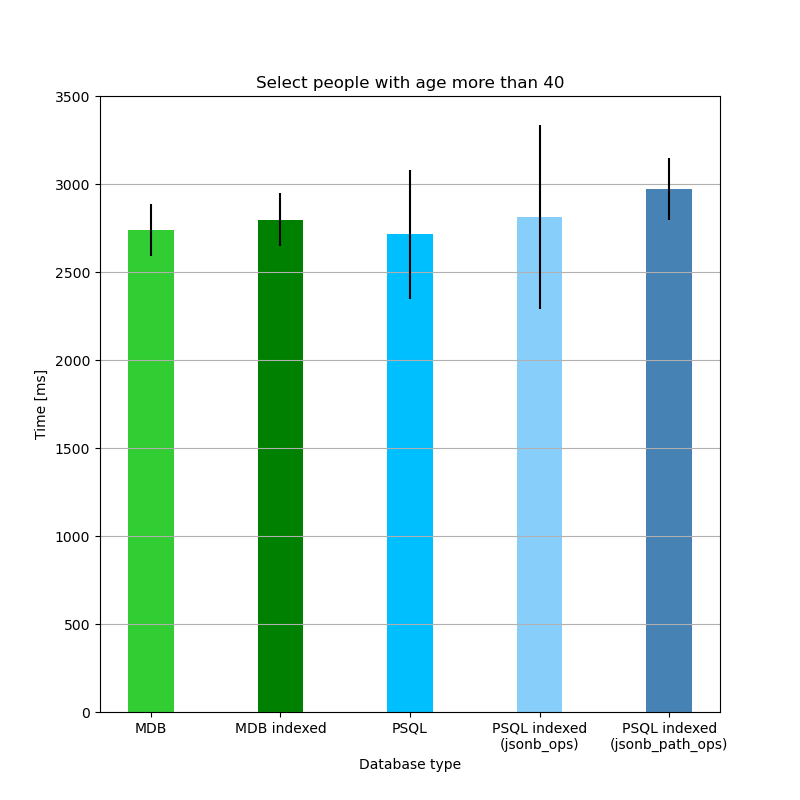 Select people with age more than 40
3500
3000
2500
2000
1500
1000
500
0
Time [ms]
MDB
MDB indexed
PSQL
PSQL indexed
(jsonb_ops)
PSQL indexed
(jsonb_path_ops)
Database type